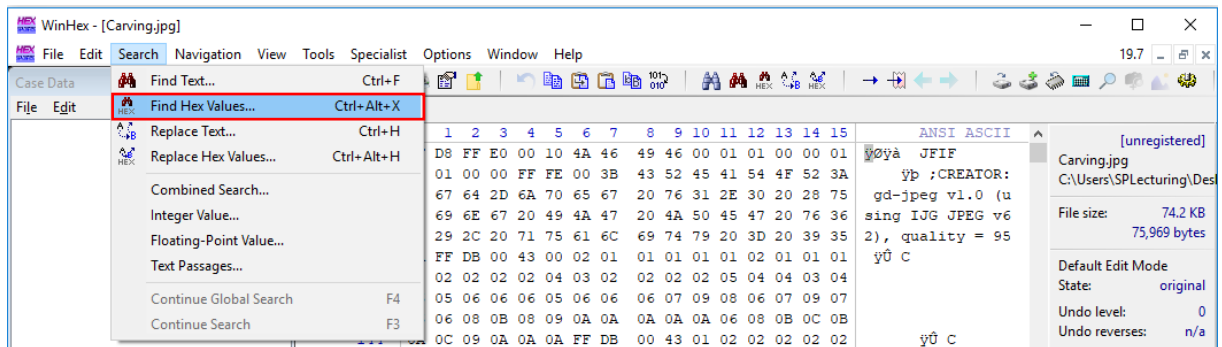 WinHex - [Carving.jpg]
File Edit Search Navigation View Tools Specialist Options Window Help 19.7
Case Data
File Edit
Find Text... Ctrl+F
Find Hex Values... Ctrl+Alt+X
Replace Text... Ctrl+H
Replace Hex Values... Ctrl+Alt+H
Combined Search...
Integer Value...
Floating-Point Value...
Text Passages...
Continue Global Search F4
Continue Search F3
1 2 3 4 5 6 7 8 9 10 11 12 13 14 15 ANSI ASCII
D8 FF E0 00 10 4A 46 49 46 00 01 01 00 00 01 ÿØÿà JFIF
01 00 00 FF FE 00 3B 43 52 45 41 54 4F 52 3A ÿþ ;CREATOR:
67 64 2D 6A 70 65 67 20 76 31 2E 30 20 28 75 gd-jpeg v1.0 (u
69 6E 67 20 49 4A 47 20 4A 50 45 47 20 76 36 sing IJG JPEG v6
29 2C 20 71 75 61 6C 69 74 79 20 3D 20 39 35 2), quality = 95
FF DB 00 43 00 02 01 01 01 01 01 02 01 01 01 ÿÛ C
02 02 02 02 04 03 02 02 02 02 05 04 04 03 04
05 06 06 06 05 06 06 06 07 09 08 06 07 09 07
06 08 0B 08 09 0A 0A 0A 0A 0A 06 08 0B 0C 0B
0C 09 0A 0A 0A FF DB 00 43 01 02 02 02 02 02 ÿÛ C
[unregistered]
Carving.jpg
C:\Users\SPLecturing\Desl
File size: 74.2 KB
75,969 bytes
Default Edit Mode
State: original
Undo level: 0
Undo reverses: n/a